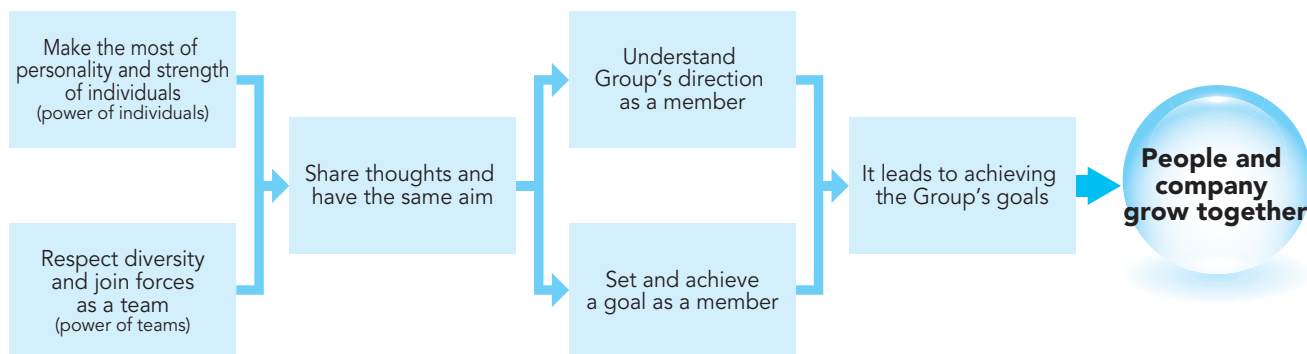 Make the most of
personality and strength
of individuals
(power of individuals)
Respect diversity
and join forces
as a team
(power of teams)
Share thoughts and
have the same aim
Understand
Group’s direction
as a member
Set and achieve
a goal as a member
It leads to achieving
the Group’s goals
People and
company
grow together